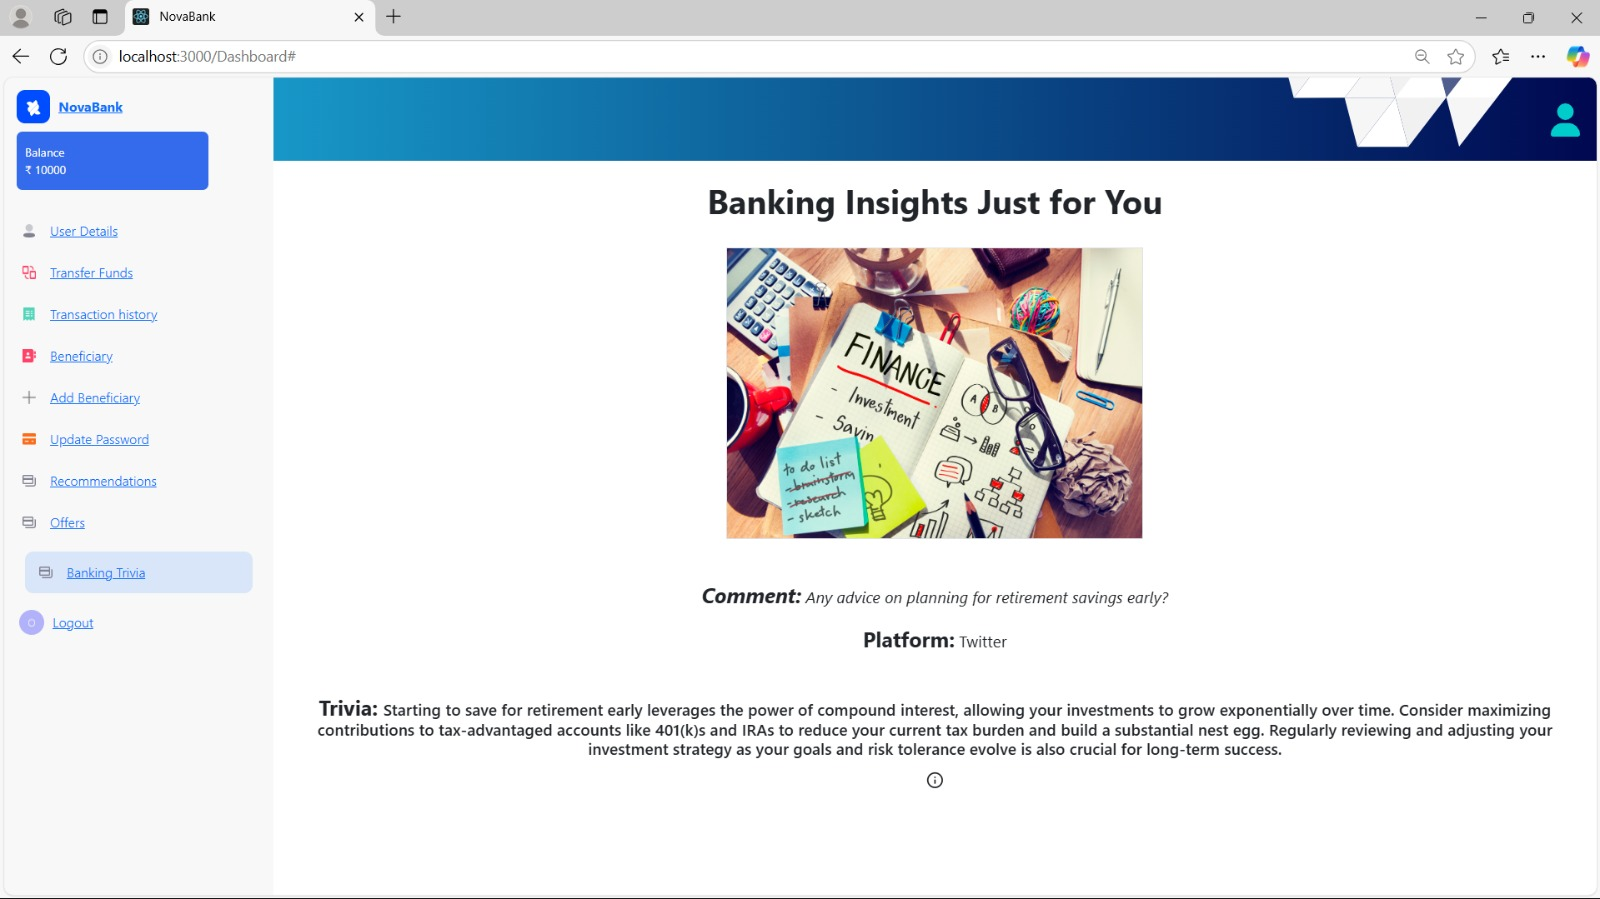 NovaBank
localhost:3000/Dashboard#
NovaBank
Balance
₹ 10000
User Details
Transfer Funds
Transaction history
Beneficiary
Add Beneficiary
Update Password
Recommendations
Offers
Banking Trivia
O Logout
Banking Insights Just for You
FINANCE
- Investment
- Savin
A B
to do list
- brainstorm
- research
- sketch
Comment: Any advice on planning for retirement savings early?
Platform: Twitter
Trivia: Starting to save for retirement early leverages the power of compound interest, allowing your investments to grow exponentially over time. Consider maximizing
contributions to tax-advantaged accounts like 401(k)s and IRAs to reduce your current tax burden and build a substantial nest egg. Regularly reviewing and adjusting your
investment strategy as your goals and risk tolerance evolve is also crucial for long-term success.